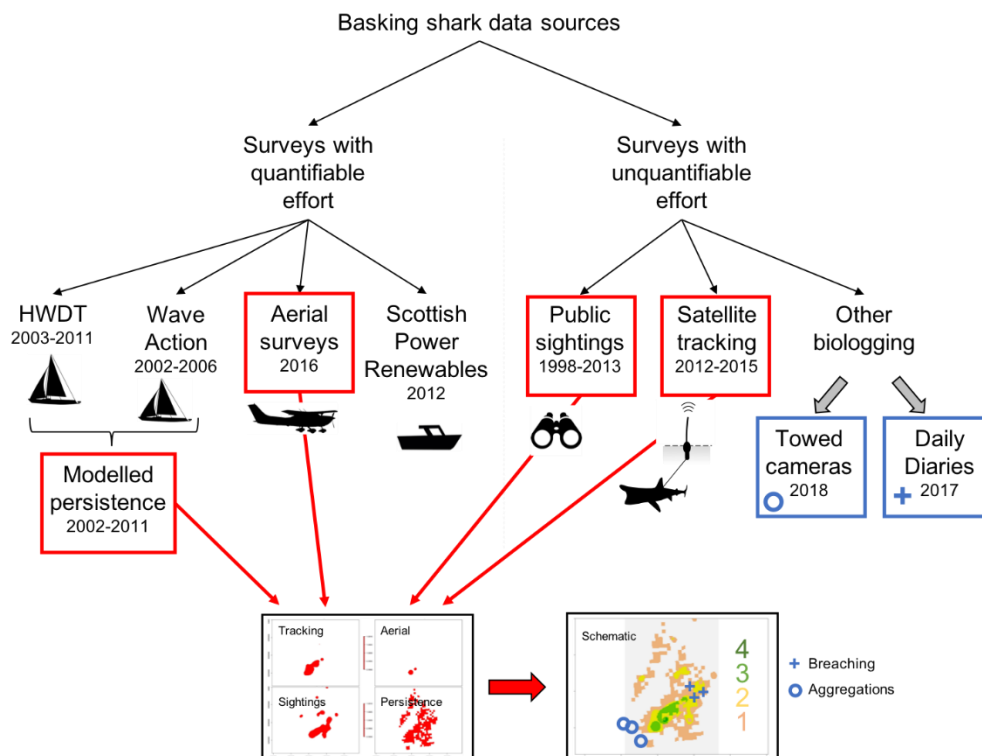 Basking shark data sources
Surveys with
quantifiable
effort
Surveys with
unquantifiable
effort
HWDT
2003-2011
Wave
Action
2002-2006
Aerial
surveys
2016
Scottish
Power
Renewables
2012
Public
sightings
1998-2013
Satellite
tracking
2012-2015
Other
biologging
Modelled
persistence
2002-2011
Towed
cameras
2018
Daily
Diaries
2017
Tracking
Aerial
Sightings
Persistence
Schematic
4
3
2
1
Breaching
Aggregations